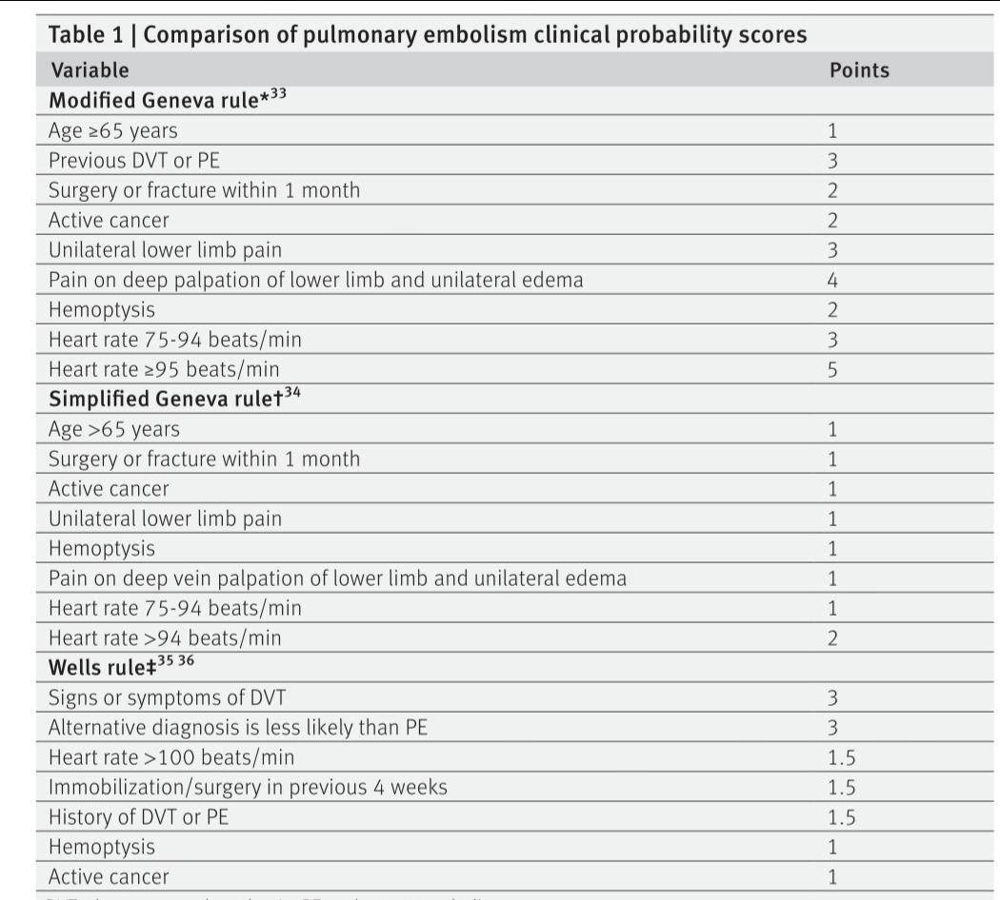 Table 1 | Comparison of pulmonary embolism clinical probability scores
Variable Points
Modified Geneva rule*33
Age ≥65 years 1
Previous DVT or PE 3
Surgery or fracture within 1 month 2
Active cancer 2
Unilateral lower limb pain 3
Pain on deep palpation of lower limb and unilateral edema 4
Hemoptysis 2
Heart rate 75-94 beats/min 3
Heart rate ≥95 beats/min 5
Simplified Geneva rule†34
Age >65 years 1
Surgery or fracture within 1 month 1
Active cancer 1
Unilateral lower limb pain 1
Hemoptysis 1
Pain on deep vein palpation of lower limb and unilateral edema 1
Heart rate 75-94 beats/min 1
Heart rate >94 beats/min 2
Wells rule‡35 36
Signs or symptoms of DVT 3
Alternative diagnosis is less likely than PE 3
Heart rate >100 beats/min 1.5
Immobilization/surgery in previous 4 weeks 1.5
History of DVT or PE 1.5
Hemoptysis 1
Active cancer 1